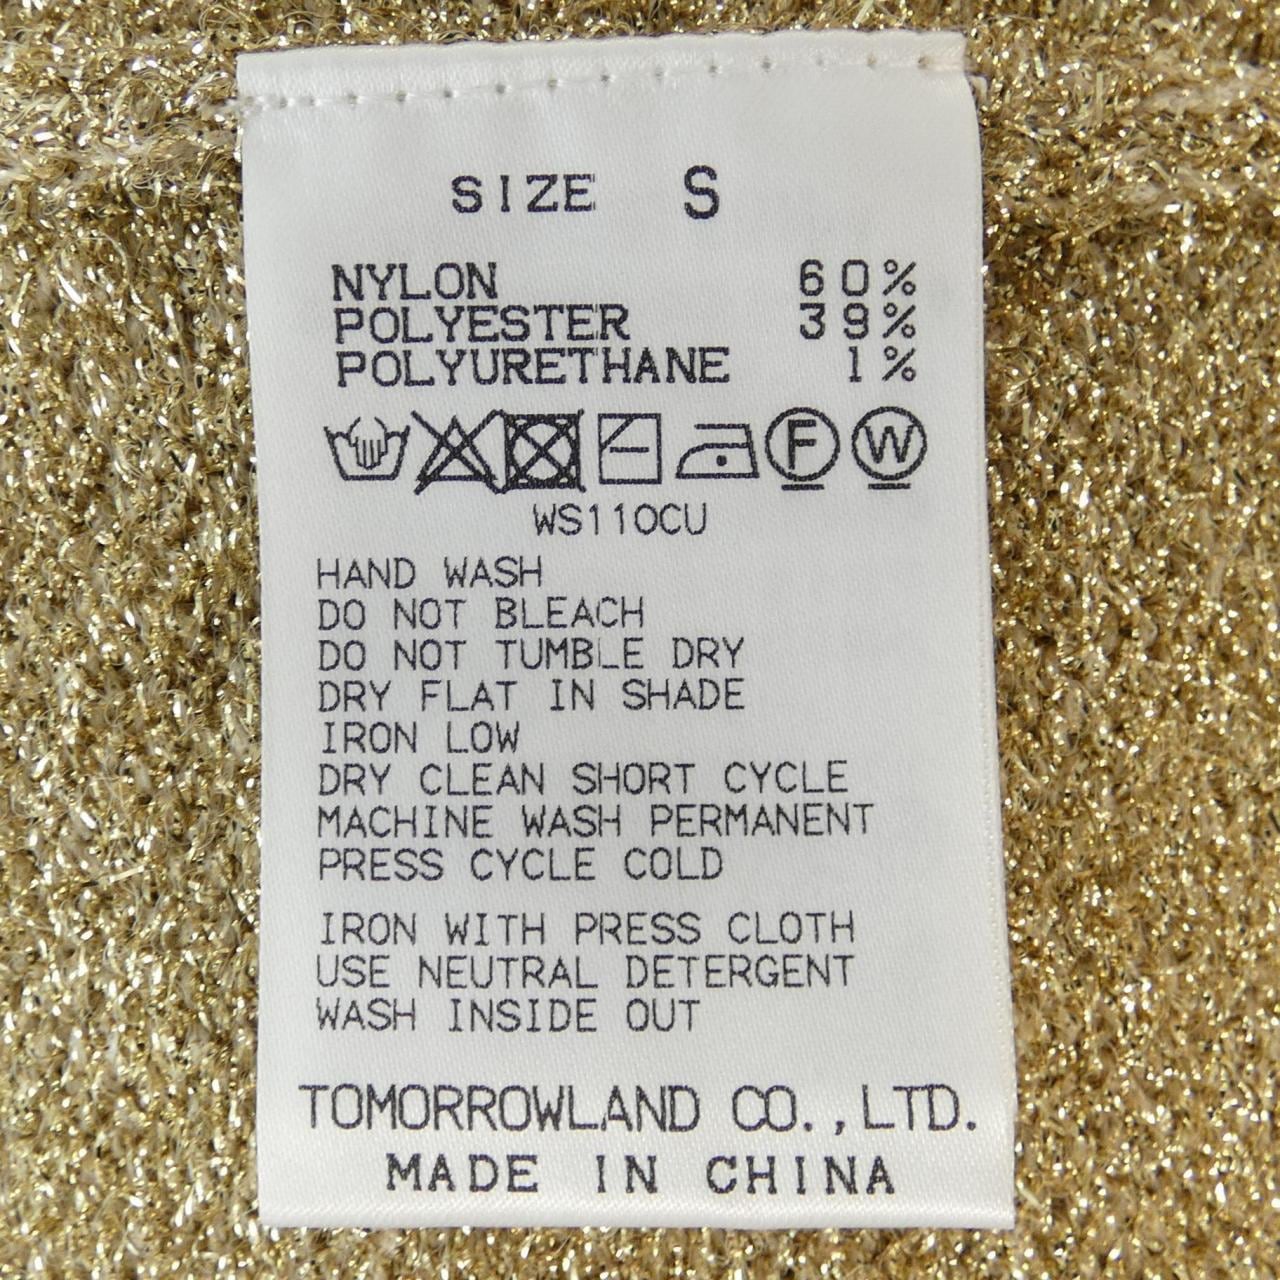 SIZE S
NYLON 60%
POLYESTER 39%
POLYURETHANE 1%
F W
WS110CU
HAND WASH
DO NOT BLEACH
DO NOT TUMBLE DRY
DRY FLAT IN SHADE
IRON LOW
DRY CLEAN SHORT CYCLE
MACHINE WASH PERMANENT
PRESS CYCLE COLD
IRON WITH PRESS CLOTH
USE NEUTRAL DETERGENT
WASH INSIDE OUT
TOMORROWLAND CO.,LTD.
MADE IN CHINA